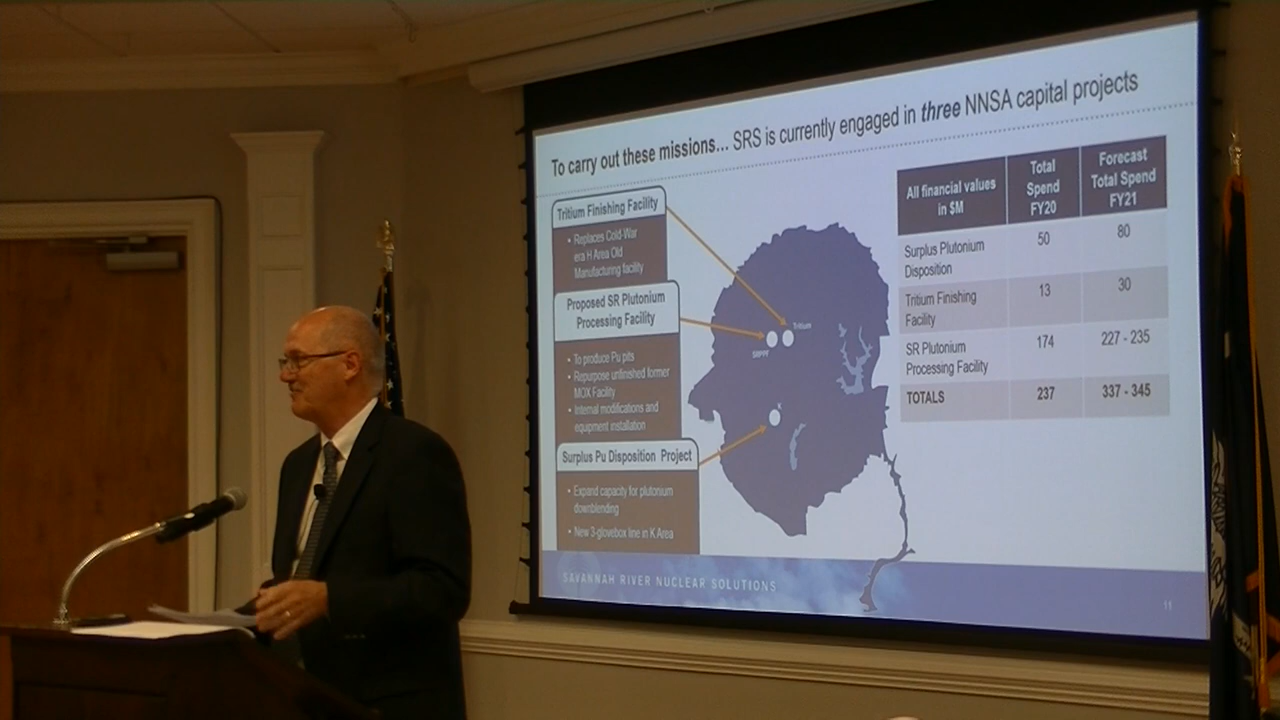 To carry out these missions... SRS is currently engaged in three NNSA capital projects
Tritium Finishing Facility
• Replaces Cold-War
era H Area Old
Manufacturing facility
Proposed SR Plutonium
Processing Facility
• To produce Pu pits
• Repurpose unfinished former
MOX Facility
• Internal modifications and
equipment installation
Surplus Pu Disposition Project
• Expand capacity for plutonium
downblending
• New 3-glovebox line in K Area
Tritium
SRPPF
K
All financial values
in $M
Total
Spend
FY20
Forecast
Total Spend
FY21
Surplus Plutonium
Disposition
50
80
Tritium Finishing
Facility
13
30
SR Plutonium
Processing Facility
174
227 - 235
TOTALS
237
337 - 345
SAVANNAH RIVER NUCLEAR SOLUTIONS
11